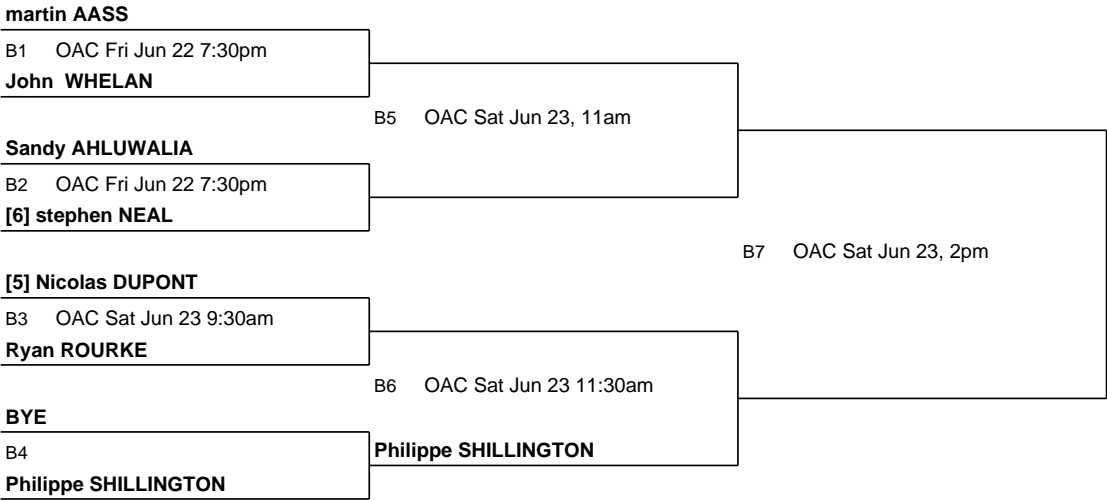 martin AASS
B1 OAC Fri Jun 22 7:30pm
John WHELAN
B5 OAC Sat Jun 23, 11am
Sandy AHLUWALIA
B2 OAC Fri Jun 22 7:30pm
[6] stephen NEAL
B7 OAC Sat Jun 23, 2pm
[5] Nicolas DUPONT
B3 OAC Sat Jun 23 9:30am
Ryan ROURKE
B6 OAC Sat Jun 23 11:30am
BYE
B4
Philippe SHILLINGTON
Philippe SHILLINGTON